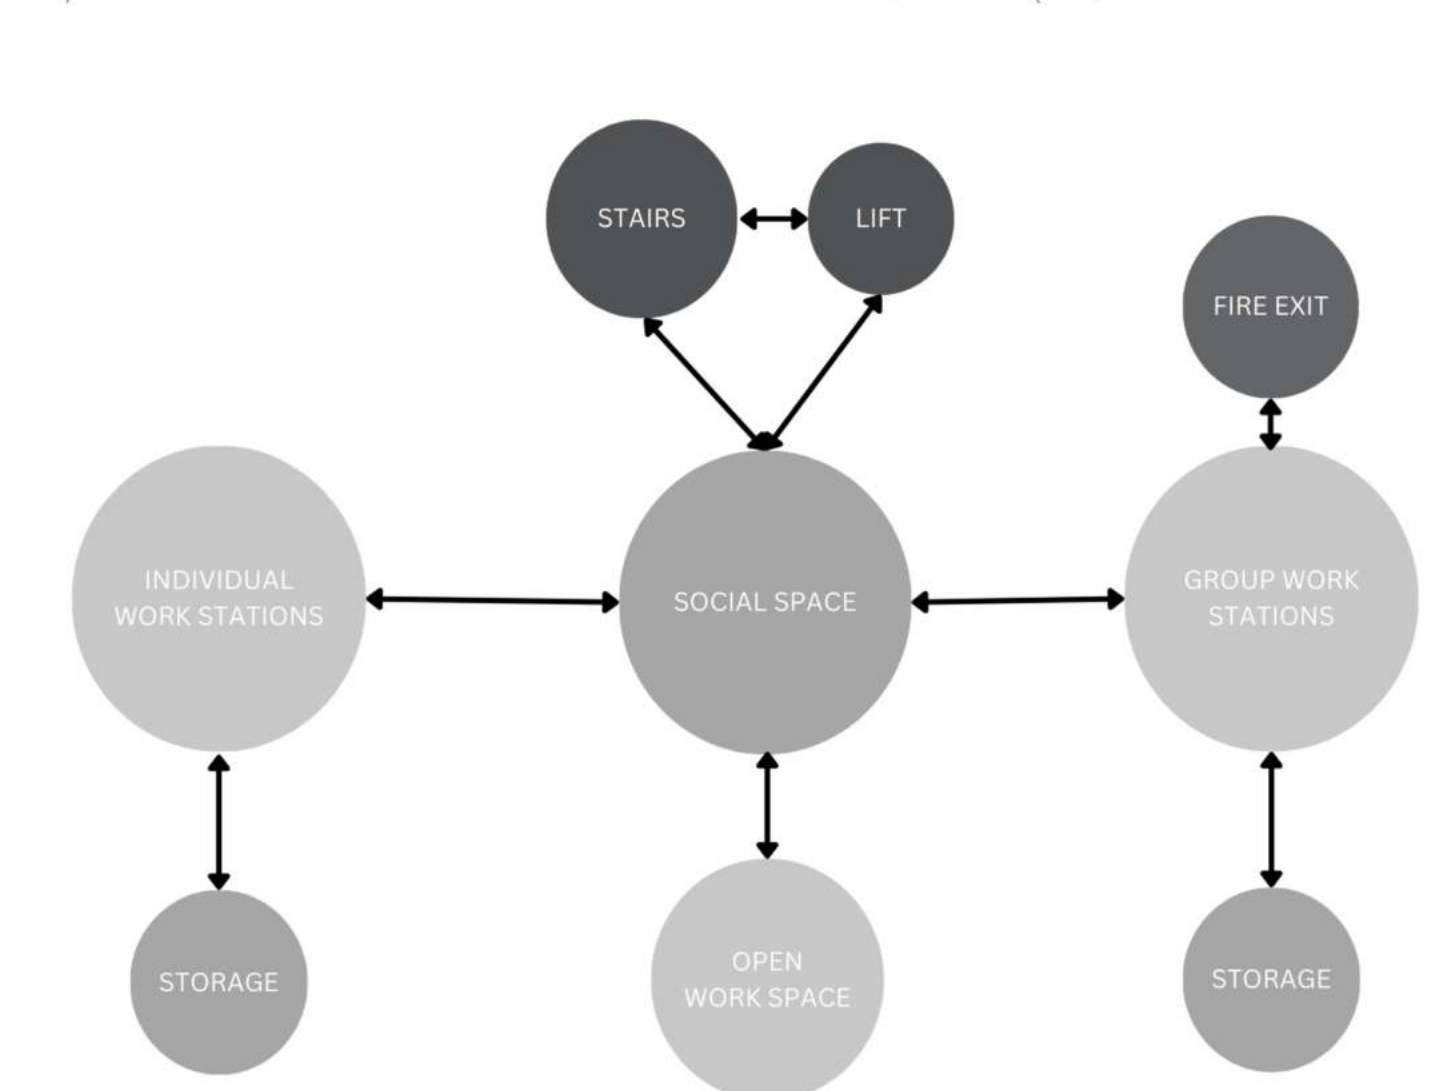 STAIRS
LIFT
FIRE EXIT
INDIVIDUAL
WORK STATIONS
SOCIAL SPACE
GROUP WORK
STATIONS
STORAGE
OPEN
WORK SPACE
STORAGE